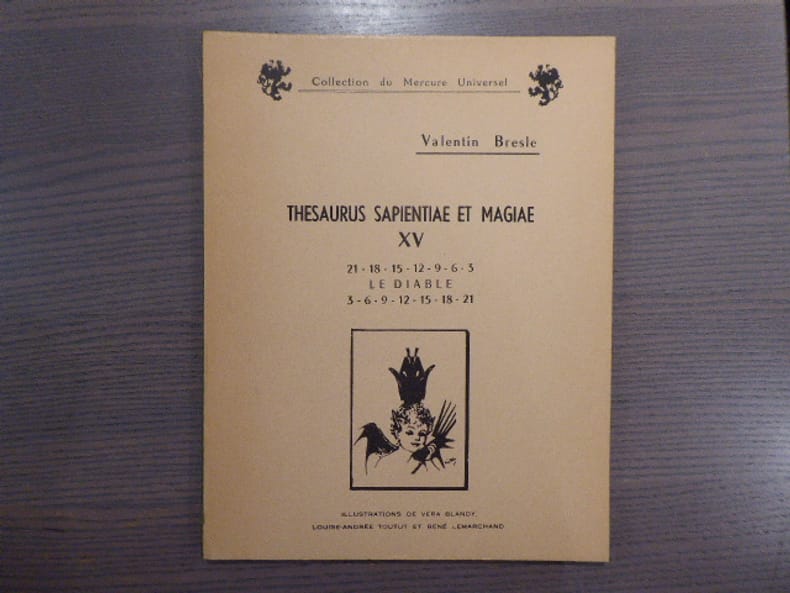 Collection du Mercure Universel
Valentin Bresle
THESAURUS SAPIENTIAE ET MAGIAE
XV
21 - 18 - 15 - 12 - 9 - 6 - 3
LE DIABLE
3 - 6 - 9 - 12 - 15 - 18 - 21
ILLUSTRATIONS DE VERA BLANDY,
LOUISE-ANDRÉE TOUTUT ET RENÉ LEMARCHAND